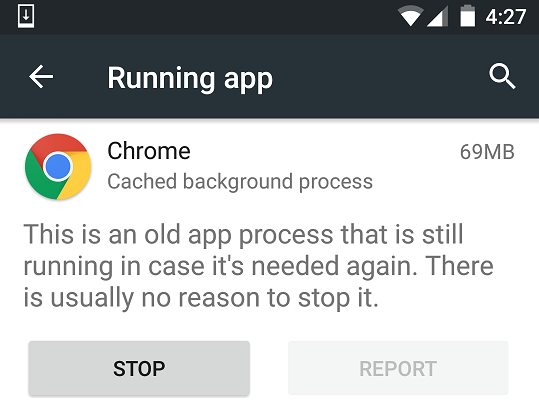 4:27
Running app
Chrome 69MB
Cached background process
This is an old app process that is still
running in case it's needed again. There
is usually no reason to stop it.
STOP REPORT